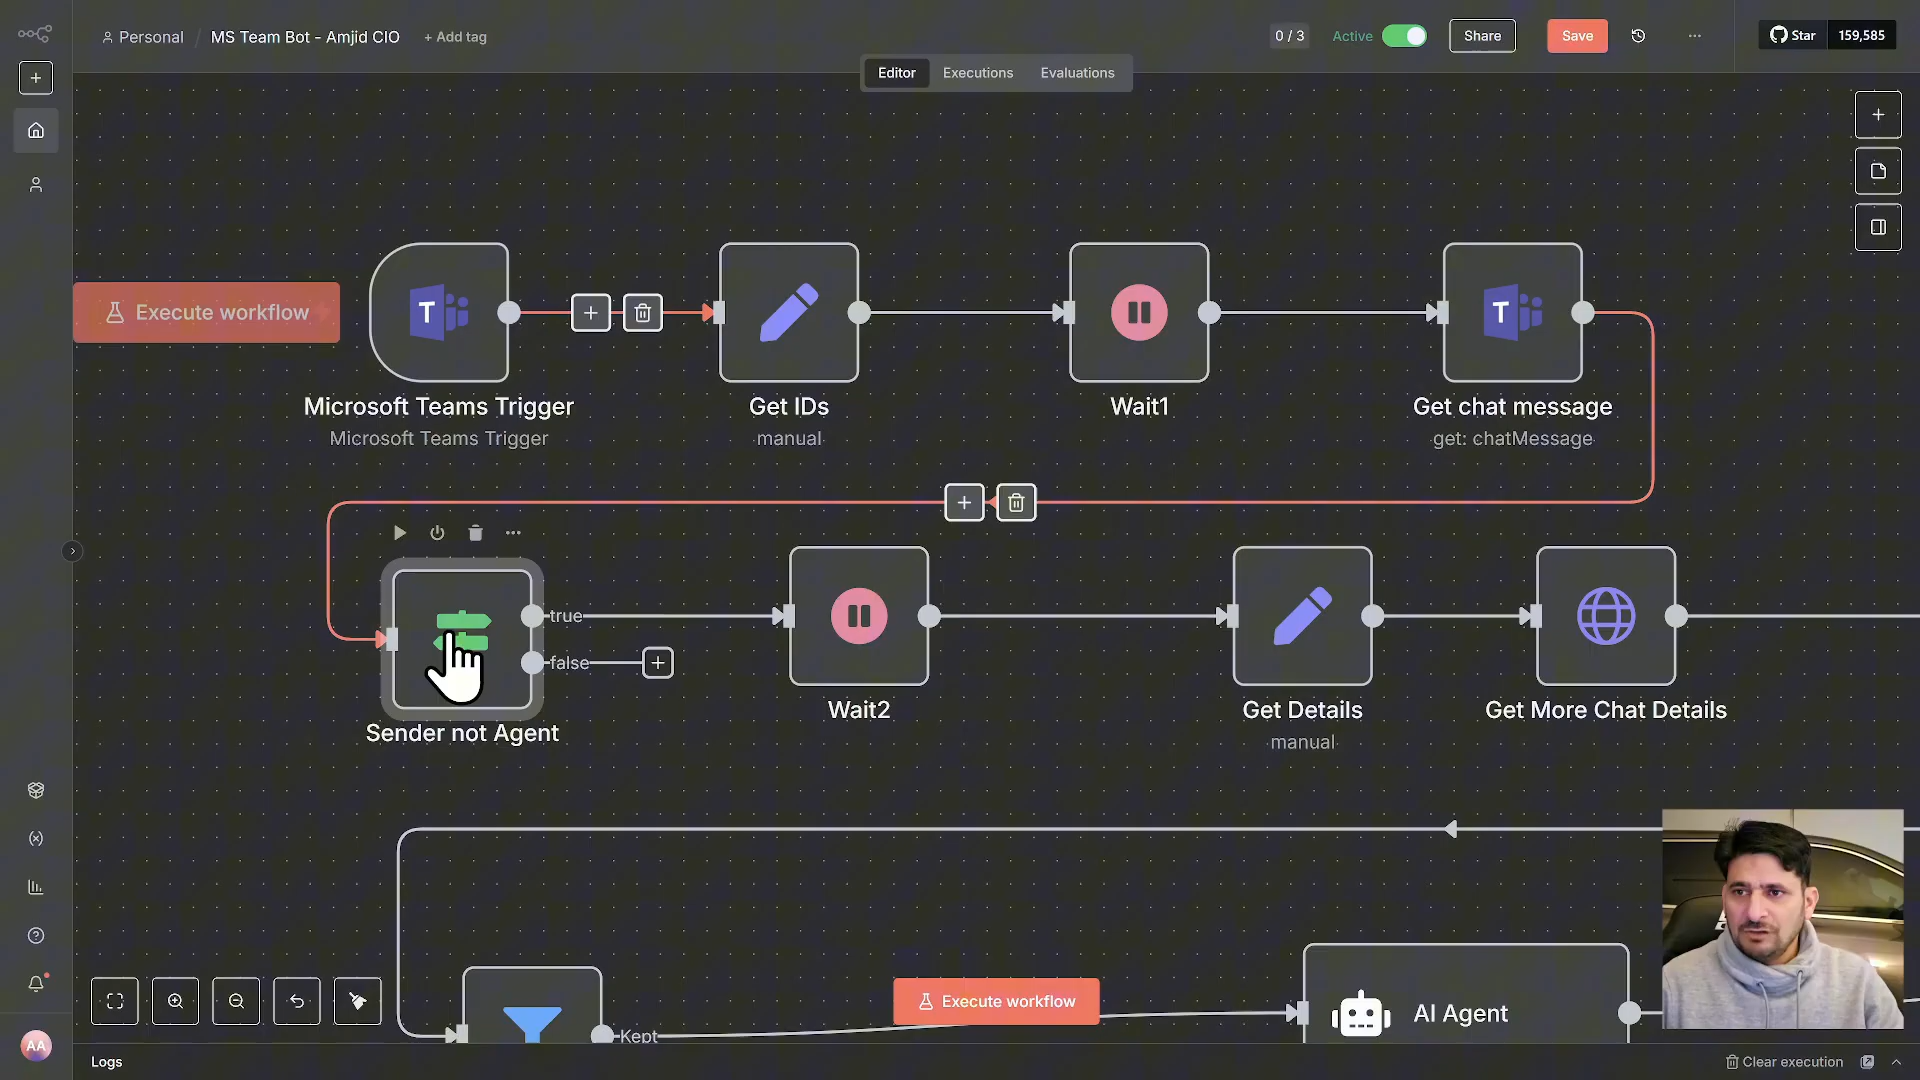 Personal / MS Team Bot - Amjid CIO + Add tag
0 / 3 Active Share Save Star 159,585
Editor Executions Evaluations
Execute workflow
T
T
Microsoft Teams Trigger
Microsoft Teams Trigger
Get IDs
manual
Wait1
Get chat message
get: chatMessage
true
false
Sender not Agent
Wait2
Get Details
manual
Get More Chat Details
Kept
Execute workflow
AI Agent
AA
Logs
Clear execution